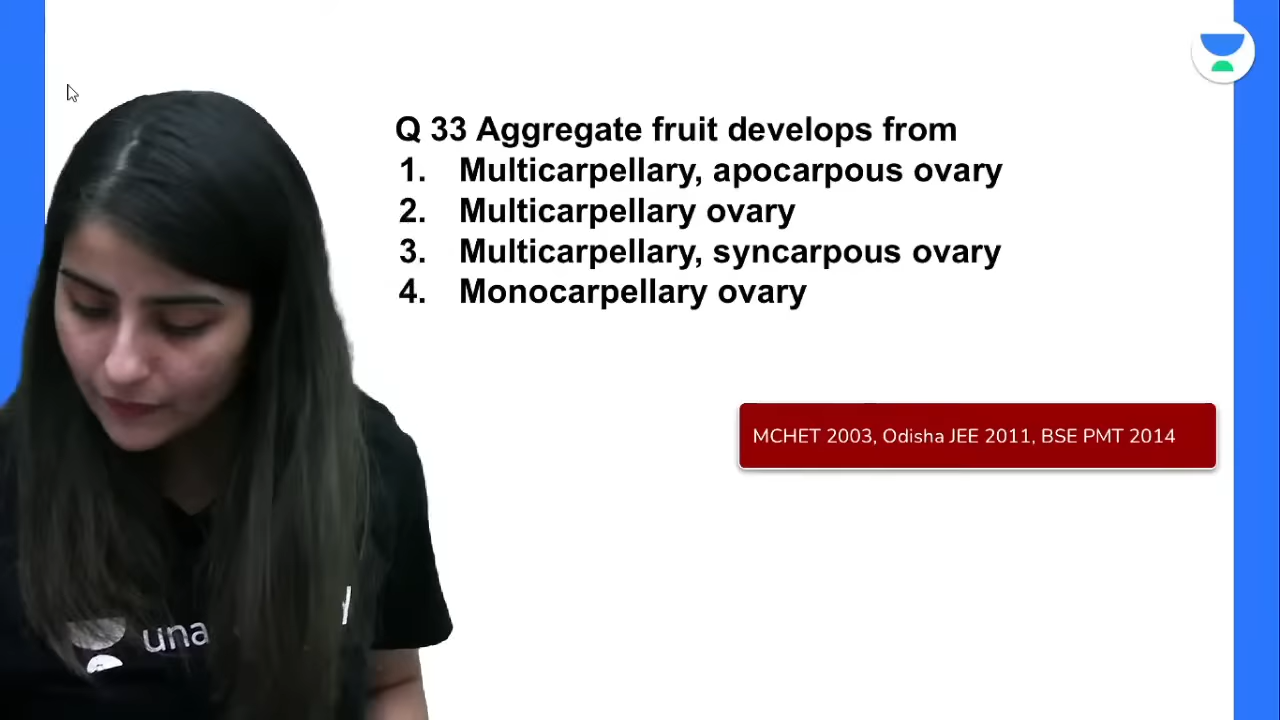 Q 33 Aggregate fruit develops from
1. Multicarpellary, apocarpous ovary
2. Multicarpellary ovary
3. Multicarpellary, syncarpous ovary
4. Monocarpellary ovary
MCHET 2003, Odisha JEE 2011, BSE PMT 2014
una